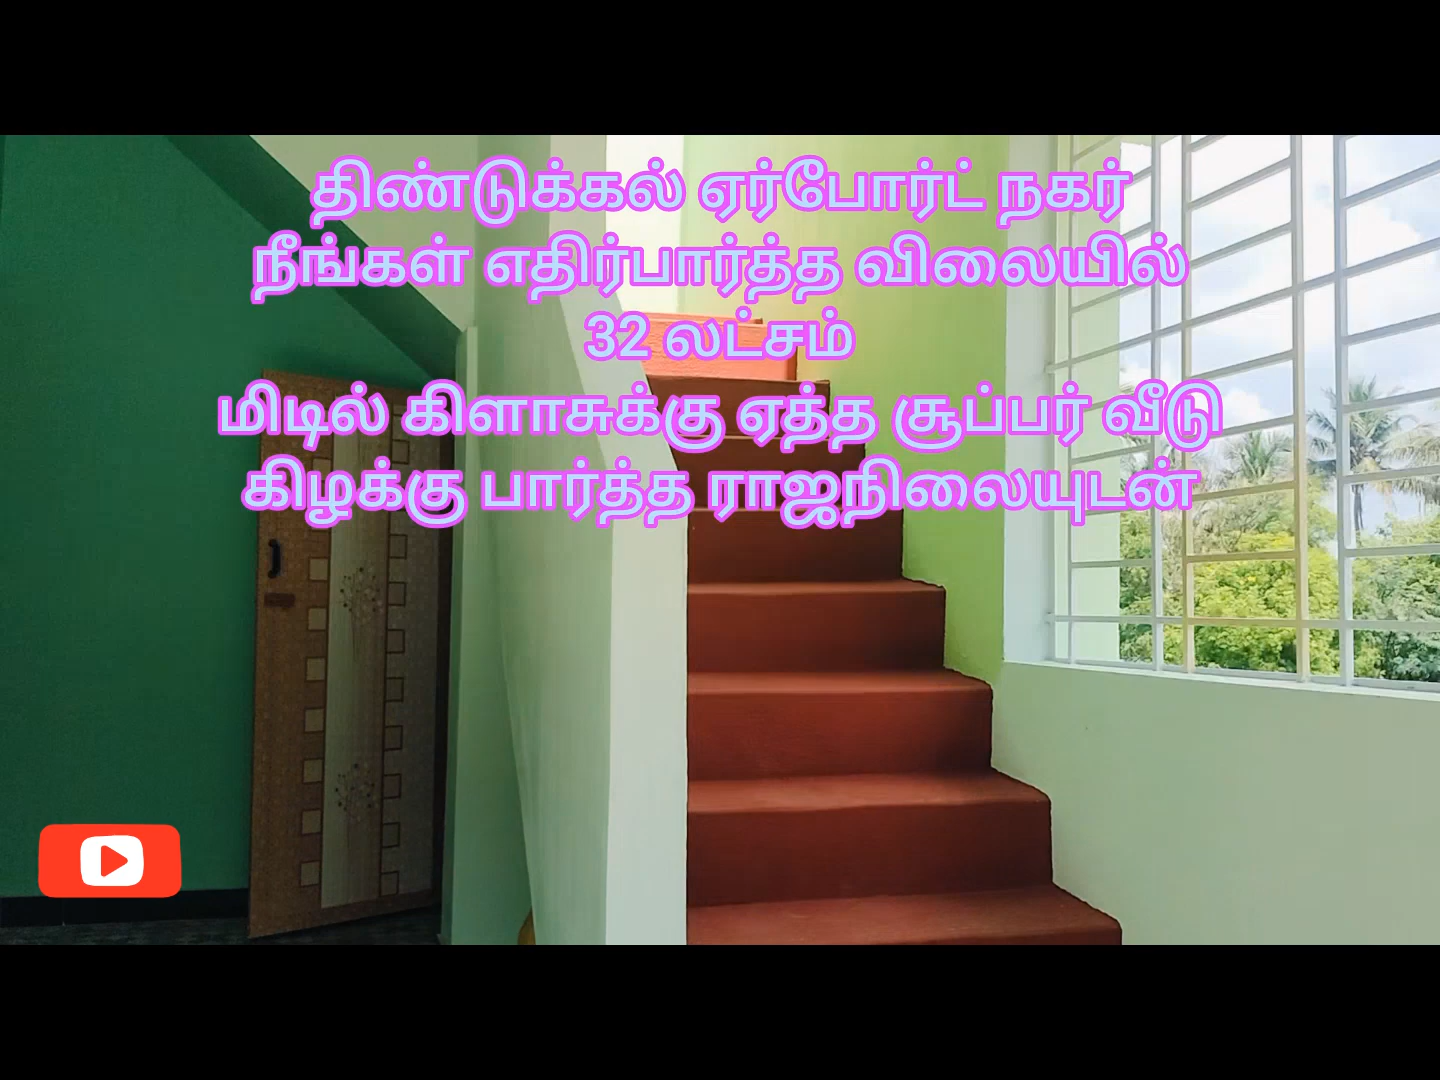 திண்டுக்கல் ஏர்போர்ட் நகர்
நீங்கள் எதிர்பார்த்த விலையில்
32 லட்சம்
மிடில் கிளாசுக்கு ஏத்த சூப்பர் வீடு
கிழக்கு பார்த்த ராஜநிலையுடன்